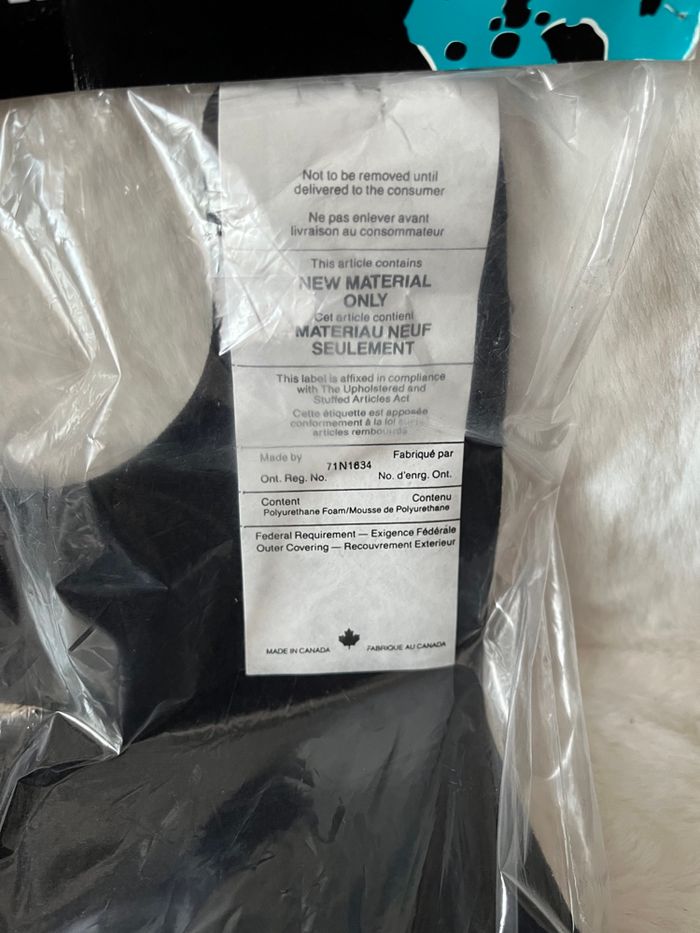 Not to be removed until
delivered to the consumer
Ne pas enlever avant
livraison au consommateur
This article contains
NEW MATERIAL
ONLY
Cet article contient
MATERIAU NEUF
SEULEMENT
This label is affixed in compliance
with The Upholstered and
Stuffed Articles Act
Cette étiquette est apposée
conformement à la loi sur les
articles rembourrés
Made by Fabriqué par
71N1634
Ont. Reg. No. No. d'enrg. Ont.
Content Contenu
Polyurethane Foam/Mousse de Polyurethane
Federal Requirement — Exigence Fédérale
Outer Covering — Recouvrement Exterieur
MADE IN CANADA FABRIQUE AU CANADA